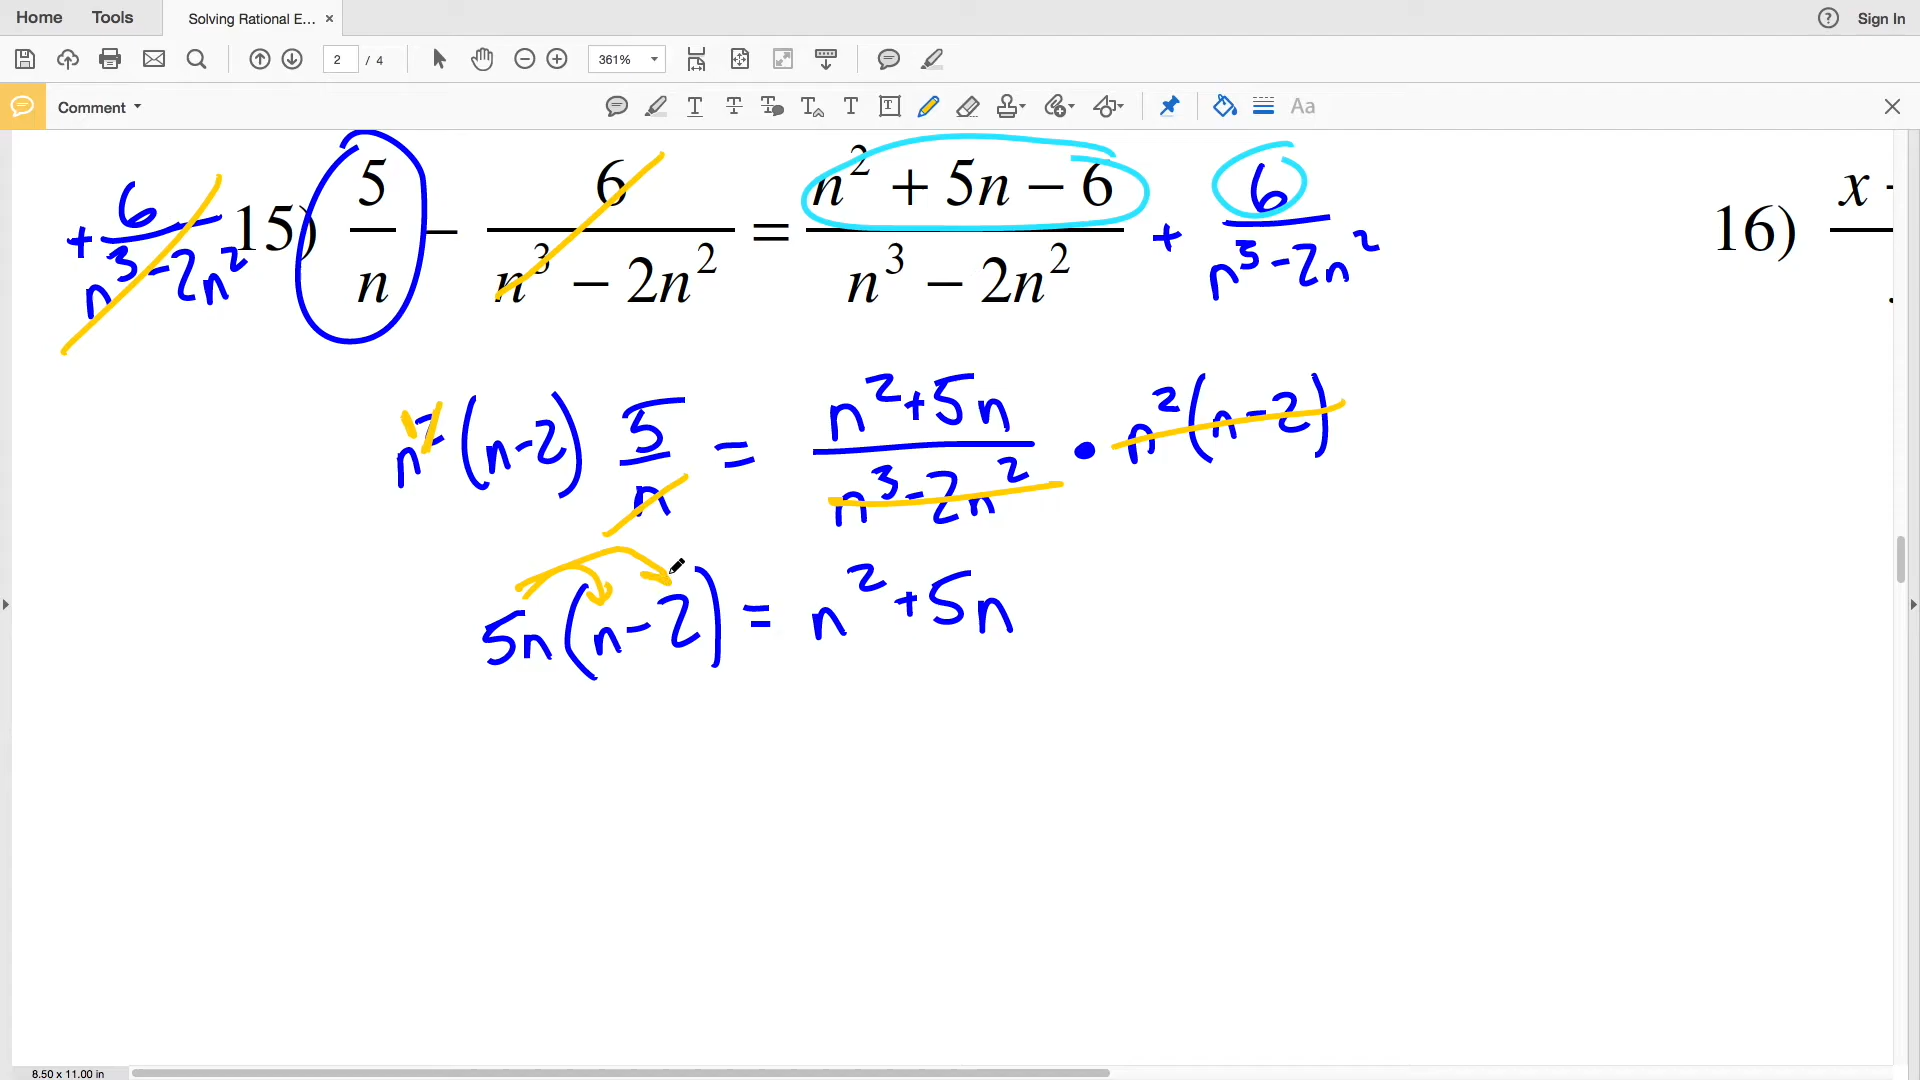 Home Tools Solving Rational E... × ? Sign In
2 / 4 361%
Comment Aa
+ 6/(n³-2n²) 15) 5/n − 6/(n³ − 2n²) = (n² + 5n − 6)/(n³ − 2n²) + 6/(n³-2n²) 16) x -
n²(n-2) 5/n = (n²+5n)/(n³-2n²) • n²(n-2)
5n(n-2) = n²+5n
8.50 x 11.00 in